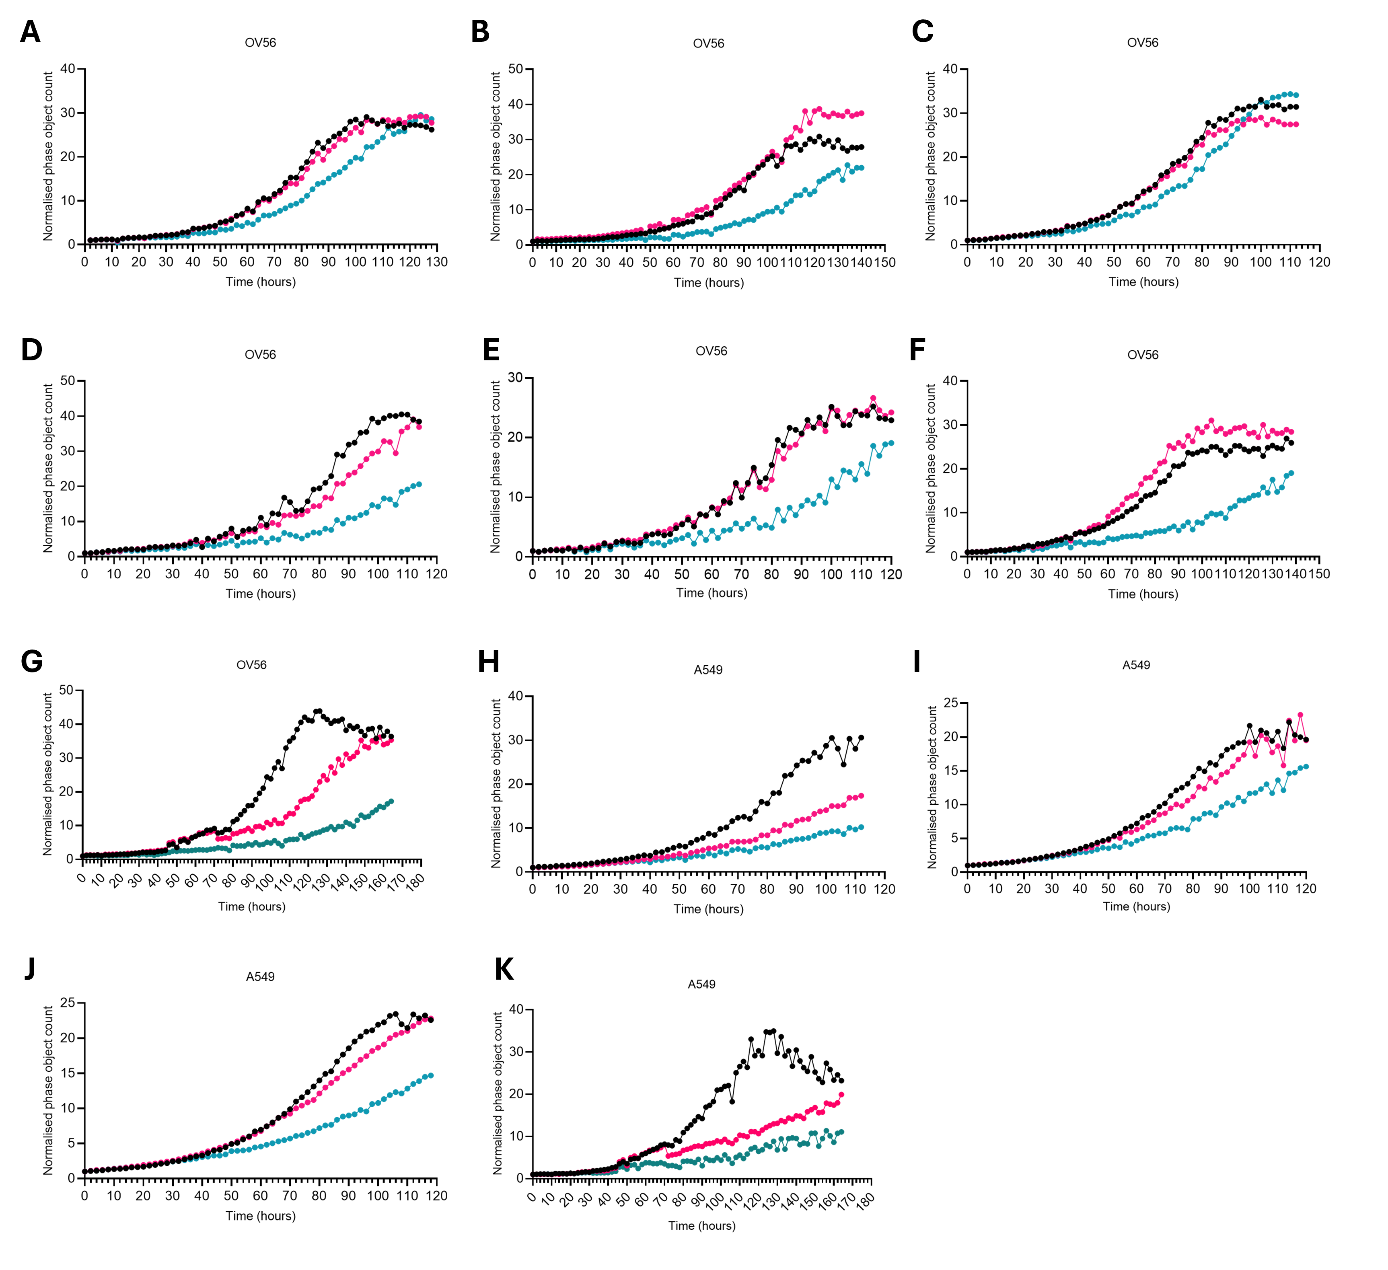 A
OV56
Normalised phase object count
40
30
20
10
0
0 10 20 30 40 50 60 70 80 90 100 110 120 130
Time (hours)
B
OV56
Normalised phase object count
50
40
30
20
10
0
0 10 20 30 40 50 60 70 80 90 100 110 120 130 140 150
Time (hours)
C
OV56
Normalised phase object count
40
30
20
10
0
0 10 20 30 40 50 60 70 80 90 100 110 120
Time (hours)
D
OV56
Normalised phase object count
50
40
30
20
10
0
0 10 20 30 40 50 60 70 80 90 100 110 120
Time (hours)
E
OV56
Normalised phase object count
30
20
10
0
0 10 20 30 40 50 60 70 80 90 100 110 120
Time (hours)
F
OV56
Normalised phase object count
40
30
20
10
0
0 10 20 30 40 50 60 70 80 90 100 110 120 130 140 150
Time (hours)
G
OV56
Normalised phase object count
50
40
30
20
10
0
0 10 20 30 40 50 60 70 80 90 100 110 120 130 140 150 160 170 180
Time (hours)
H
A549
Normalised phase object count
40
30
20
10
0
0 10 20 30 40 50 60 70 80 90 100 110 120
Time (hours)
I
A549
Normalised phase object count
25
20
15
10
5
0
0 10 20 30 40 50 60 70 80 90 100 110 120
Time (hours)
J
A549
Normalised phase object count
25
20
15
10
5
0
0 10 20 30 40 50 60 70 80 90 100 110 120
Time (hours)
K
A549
Normalised phase object count
40
30
20
10
0
0 10 20 30 40 50 60 70 80 90 100 110 120 130 140 150 160 170 180
Time (hours)